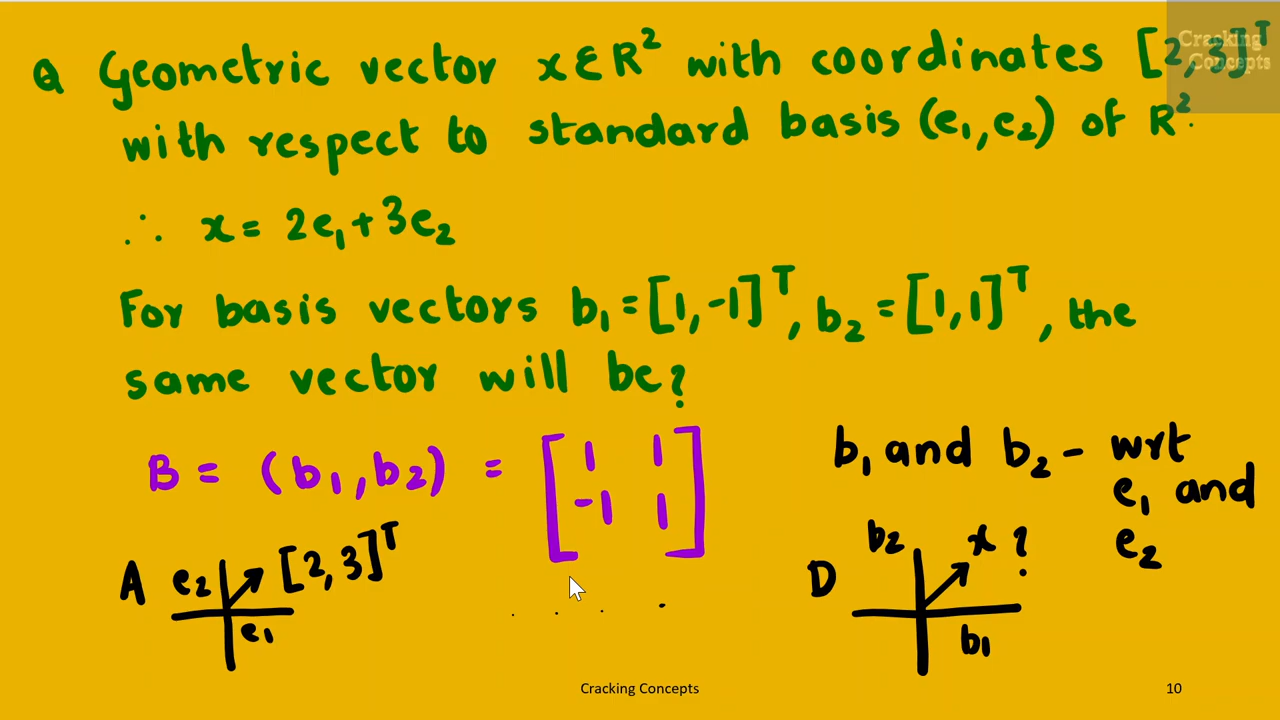 Q Geometric vector x ∈ R² with coordinates [2,3]ᵀ
Cracking Concepts
with respect to standard basis (e₁,e₂) of R².
∴ x = 2e₁+3e₂
For basis vectors b₁=[1,-1]ᵀ, b₂=[1,1]ᵀ, the
same vector will be?
B = (b₁,b₂) = [1 1
-1 1]
b₁ and b₂ - wrt
e₁ and
e₂
A e₂ [2,3]ᵀ
e₁
D b₂ x ?
b₁
Cracking Concepts 10